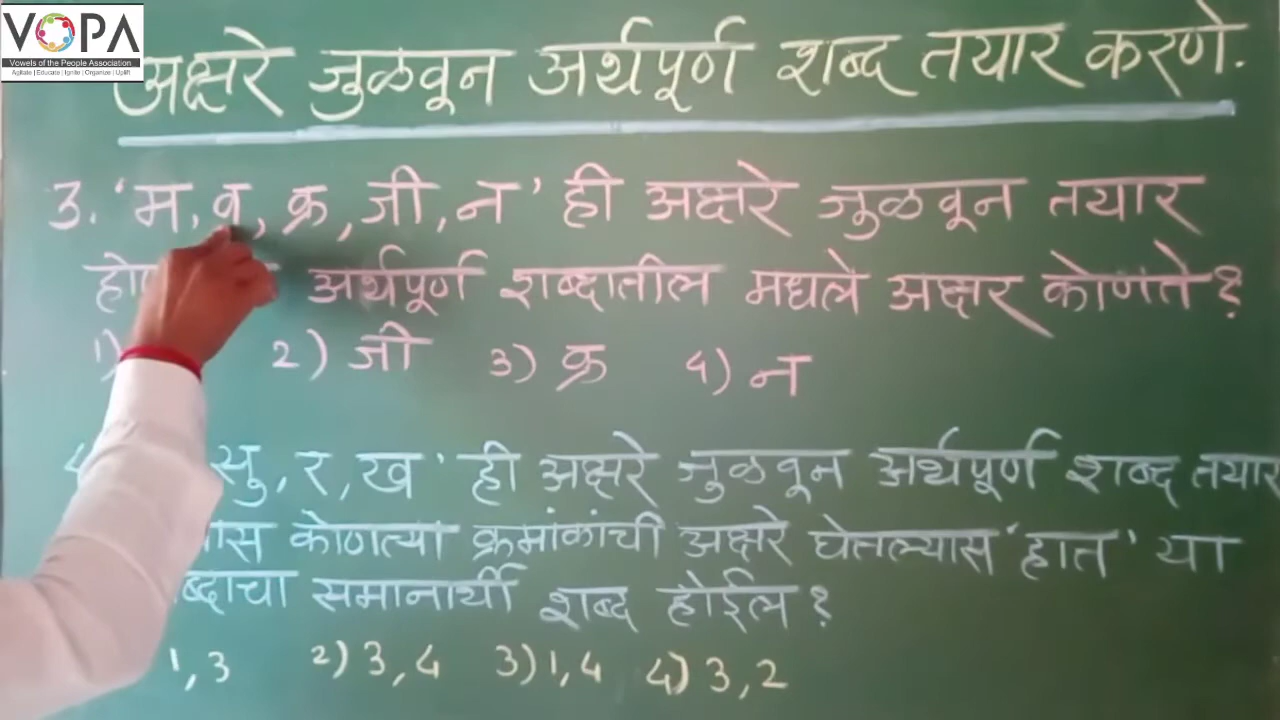 VOPA
Vowels of the People Association
Agitate | Educate | Ignite | Organize | Uplift
अक्षरे जुळवून अर्थपूर्ण शब्द तयार करणे.
3. 'म, व, क्र, जी, न' ही अक्षरे जुळवून तयार
अर्थपूर्ण शब्दातील मधले अक्षर कोणते?
1) 2) जी 3) क्र 4) न
सु, र, ख' ही अक्षरे जुळवून अर्थपूर्ण शब्द तयार
कोणत्या क्रमांकांची अक्षरे घेतल्यास 'हात' या
समानार्थी शब्द होईल?
1, 3 2) 3, 4 3) 1, 4 4) 3, 2